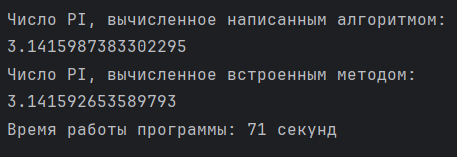 Число PI, вычисленное написанным алгоритмом:
3.1415987383302295
Число PI, вычисленное встроенным методом:
3.141592653589793
Время работы программы: 71 секунд